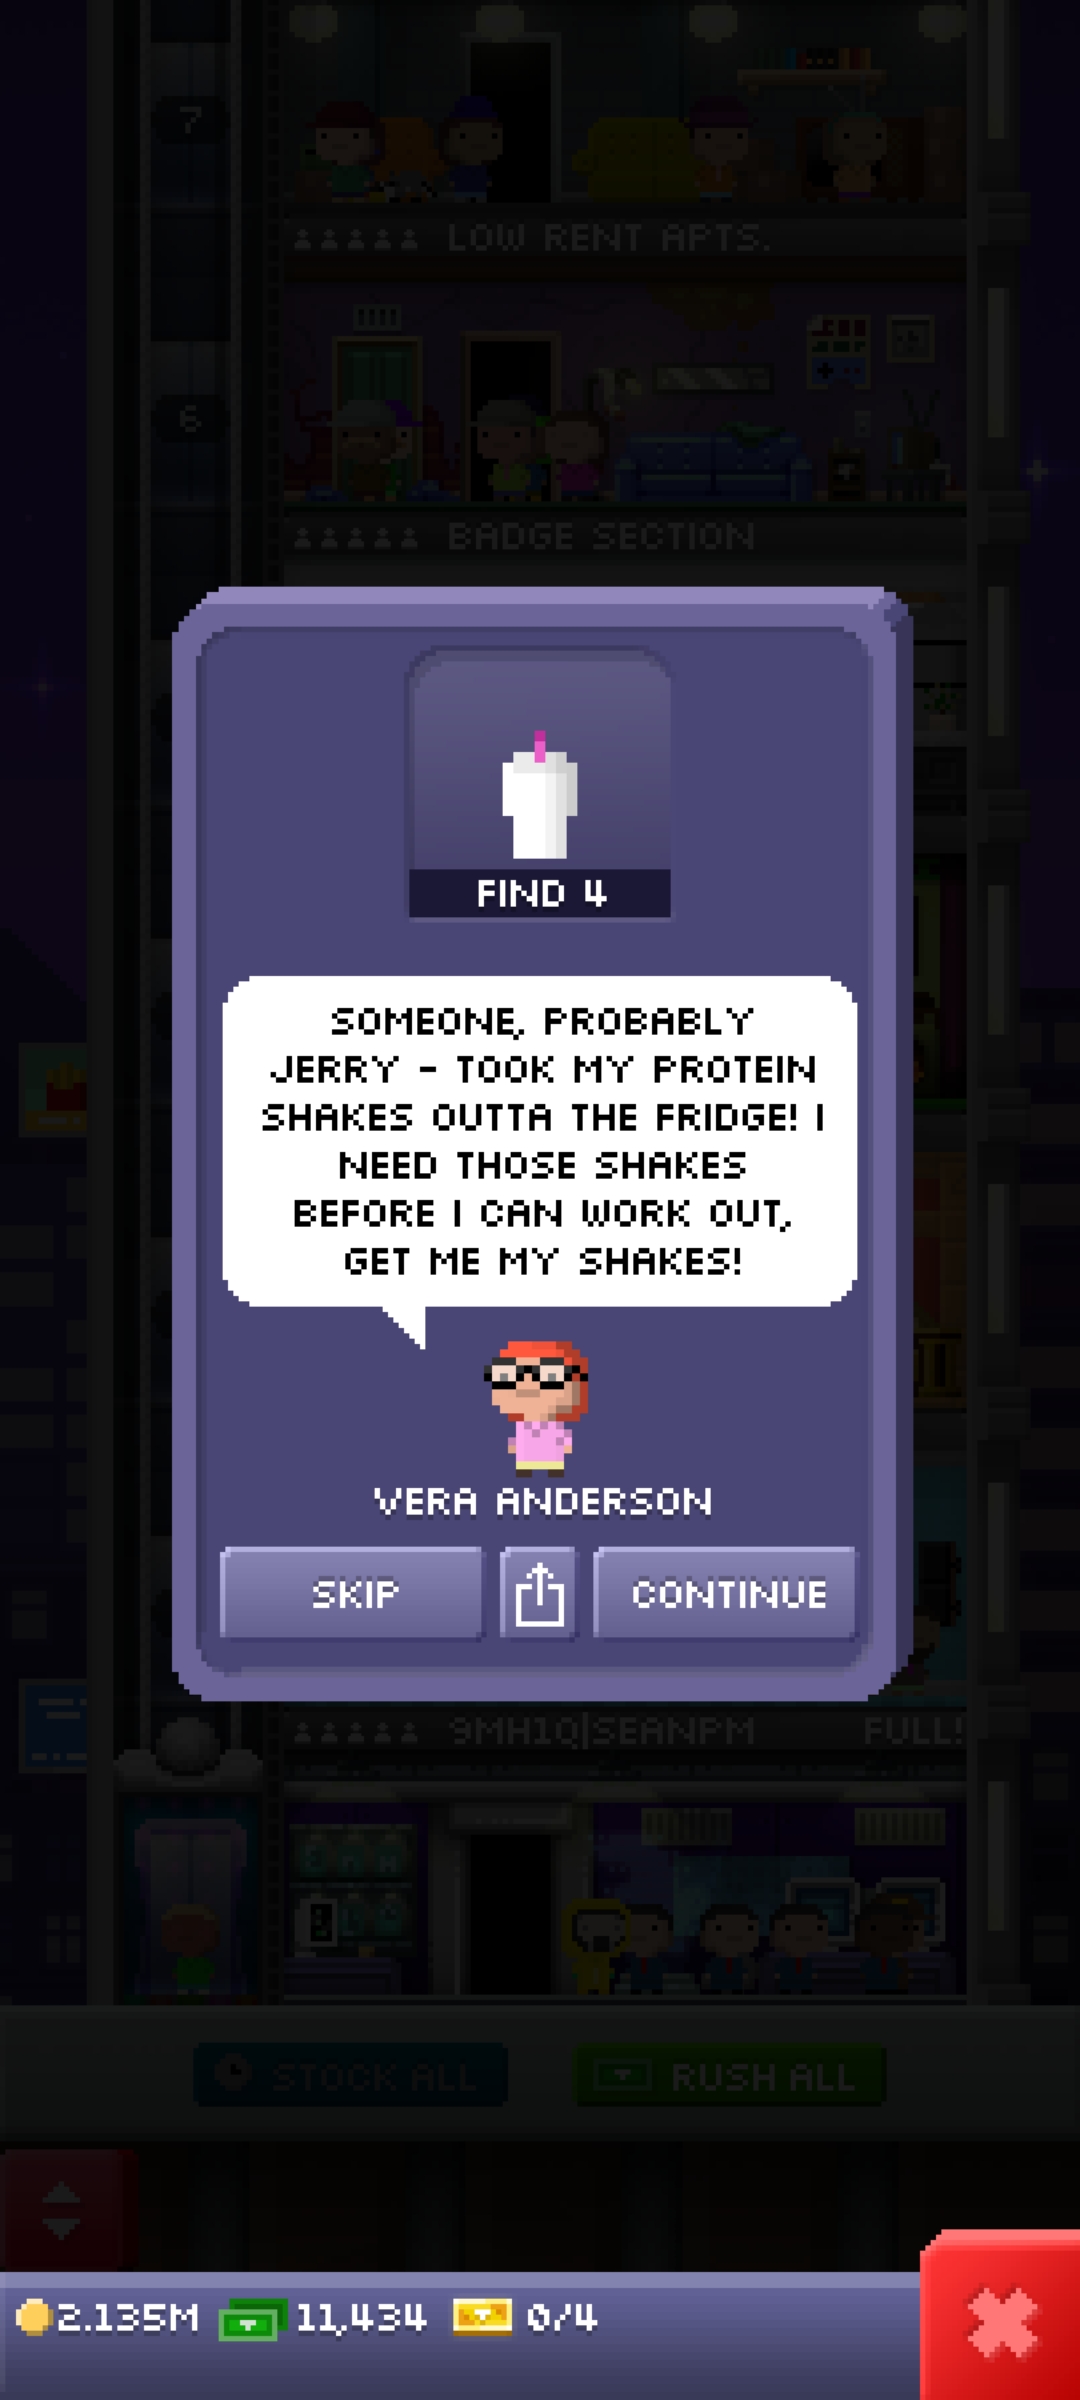 7
LOW RENT APTS.
6
BADGE SECTION
FIND 4
SOMEONE, PROBABLY
JERRY - TOOK MY PROTEIN
SHAKES OUTTA THE FRIDGE! I
NEED THOSE SHAKES
BEFORE I CAN WORK OUT,
GET ME MY SHAKES!
VERA ANDERSON
SKIP
CONTINUE
9MH1Q|SEANPM FULL!
STOCK ALL
RUSH ALL
2.135M 11,434 0/4